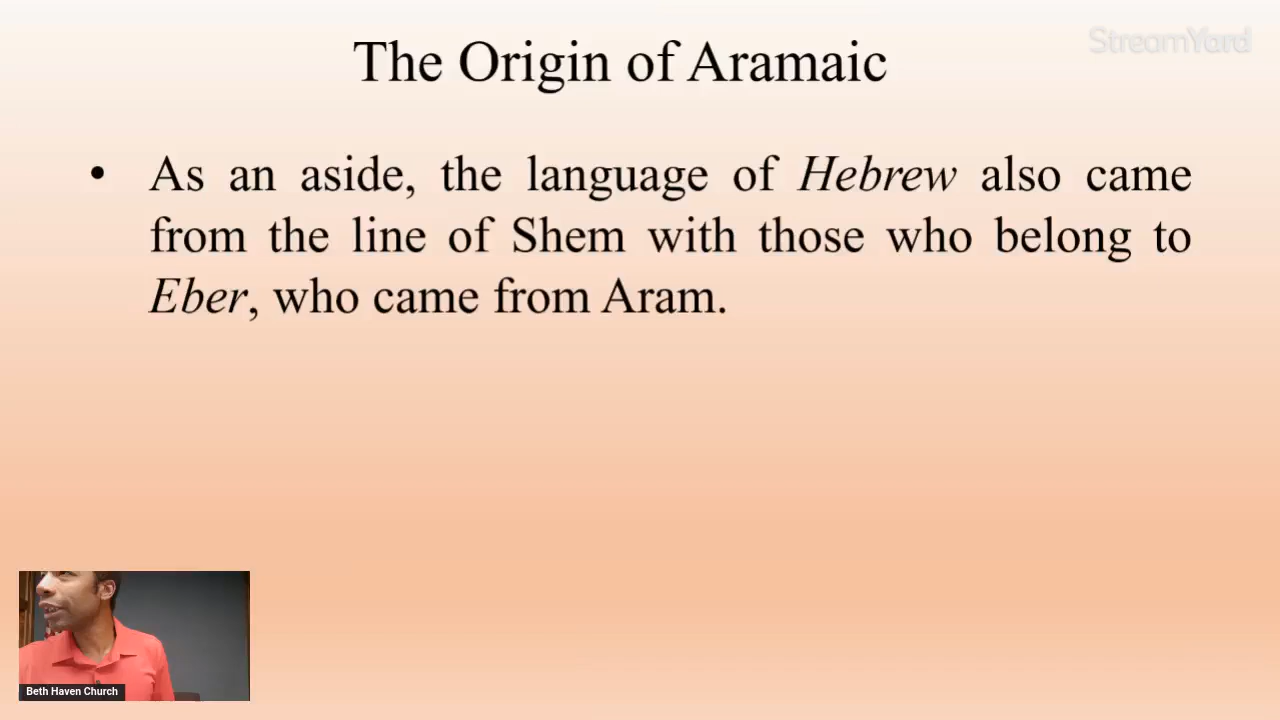 StreamYard
The Origin of Aramaic
• As an aside, the language of Hebrew also came
from the line of Shem with those who belong to
Eber, who came from Aram.
Beth Haven Church